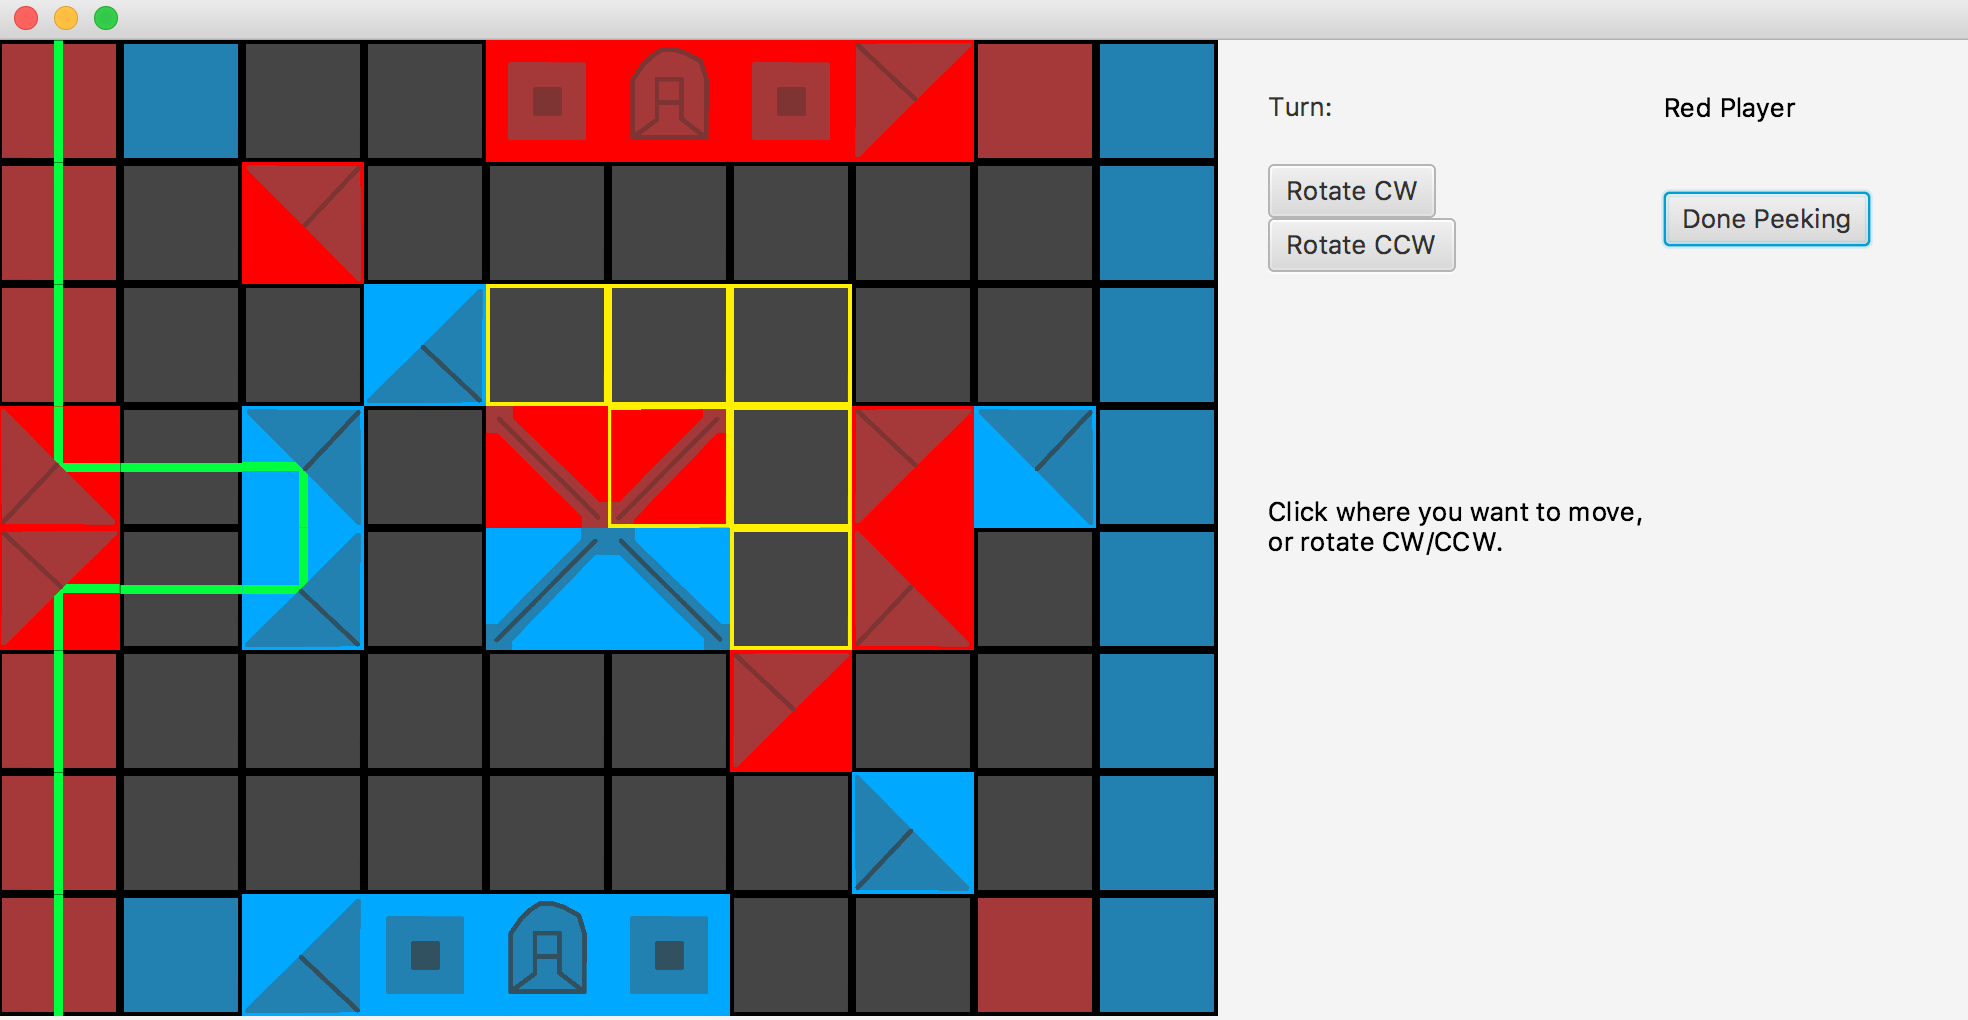 Turn:
Red Player
Rotate CW
Done Peeking
Rotate CCW
Click where you want to move,
or rotate CW/CCW.